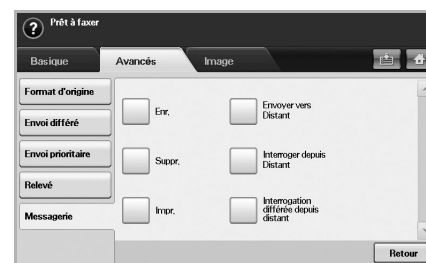 Prêt à faxer
Basique
Avancés
Image
Format d'origine
Envoi différé
Envoi prioritaire
Relevé
Messagerie
Enr.
Envoyer vers
Distant
Suppr.
Interroger depuis
Distant
Impr.
Interrogation
différée depuis
distant
Retour